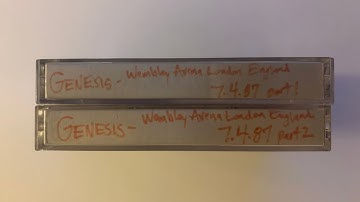 GENESIS - Wembley Arena London England
7.4.87 part 1
GENESIS - Wembley Arena London England
7.4.87 part 2